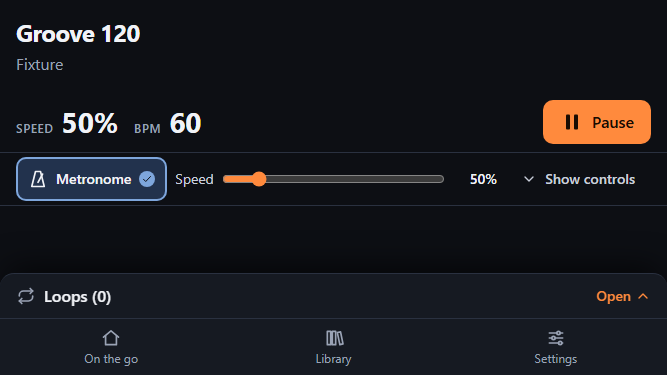 Groove 120
Fixture
SPEED 50% BPM 60
Pause
Metronome Speed 50% Show controls
Loops (0) Open
On the go Library Settings